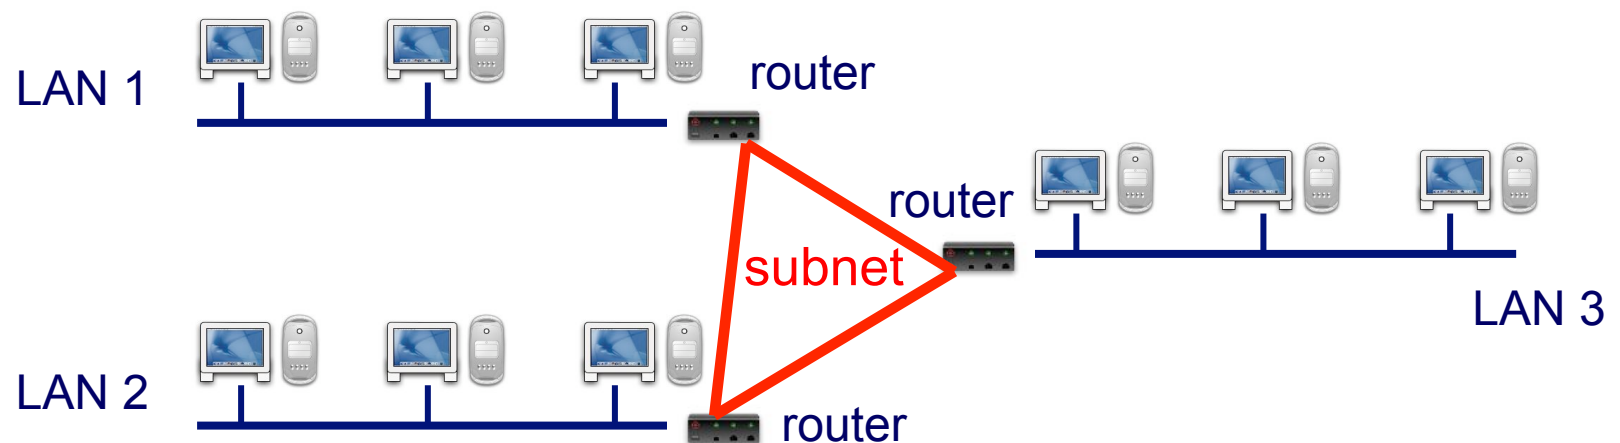 LAN 1
router
router
subnet
LAN 3
LAN 2
router